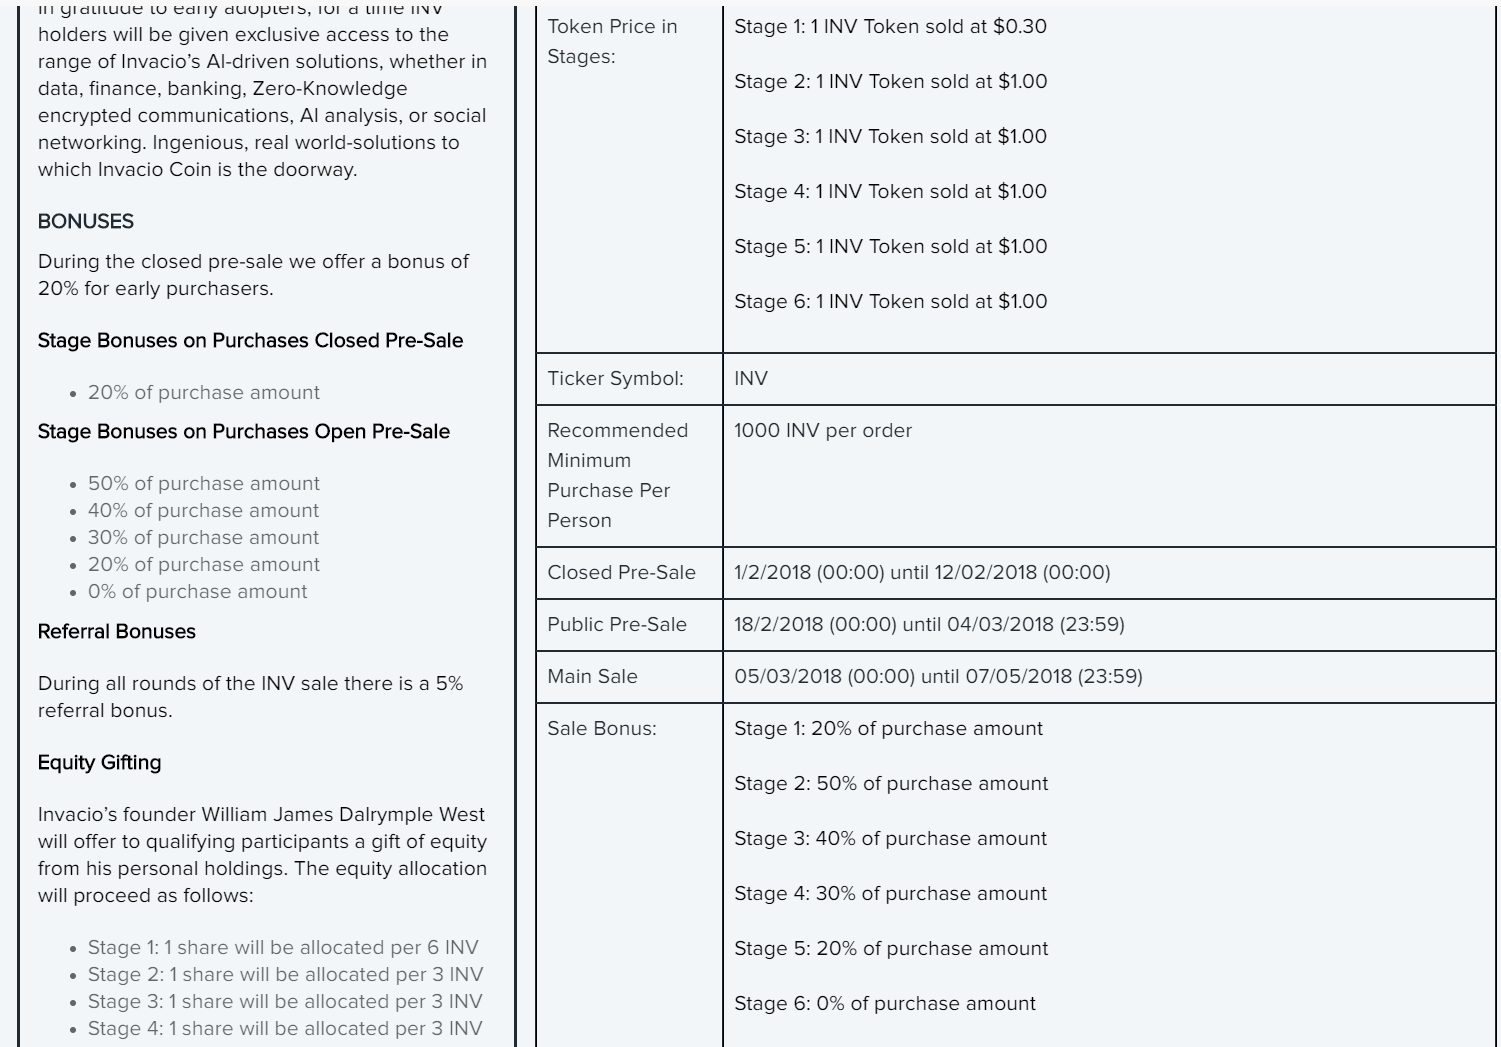 in gratitude to early adopters, for a time INV
holders will be given exclusive access to the
range of Invacio’s AI-driven solutions, whether in
data, finance, banking, Zero-Knowledge
encrypted communications, AI analysis, or social
networking. Ingenious, real world-solutions to
which Invacio Coin is the doorway.
BONUSES
During the closed pre-sale we offer a bonus of
20% for early purchasers.
Stage Bonuses on Purchases Closed Pre-Sale
• 20% of purchase amount
Stage Bonuses on Purchases Open Pre-Sale
• 50% of purchase amount
• 40% of purchase amount
• 30% of purchase amount
• 20% of purchase amount
• 0% of purchase amount
Referral Bonuses
During all rounds of the INV sale there is a 5%
referral bonus.
Equity Gifting
Invacio’s founder William James Dalrymple West
will offer to qualifying participants a gift of equity
from his personal holdings. The equity allocation
will proceed as follows:
• Stage 1: 1 share will be allocated per 6 INV
• Stage 2: 1 share will be allocated per 3 INV
• Stage 3: 1 share will be allocated per 3 INV
• Stage 4: 1 share will be allocated per 3 INV
Token Price in
Stages:
Stage 1: 1 INV Token sold at $0.30
Stage 2: 1 INV Token sold at $1.00
Stage 3: 1 INV Token sold at $1.00
Stage 4: 1 INV Token sold at $1.00
Stage 5: 1 INV Token sold at $1.00
Stage 6: 1 INV Token sold at $1.00
Ticker Symbol:
INV
Recommended
Minimum
Purchase Per
Person
1000 INV per order
Closed Pre-Sale
1/2/2018 (00:00) until 12/02/2018 (00:00)
Public Pre-Sale
18/2/2018 (00:00) until 04/03/2018 (23:59)
Main Sale
05/03/2018 (00:00) until 07/05/2018 (23:59)
Sale Bonus:
Stage 1: 20% of purchase amount
Stage 2: 50% of purchase amount
Stage 3: 40% of purchase amount
Stage 4: 30% of purchase amount
Stage 5: 20% of purchase amount
Stage 6: 0% of purchase amount